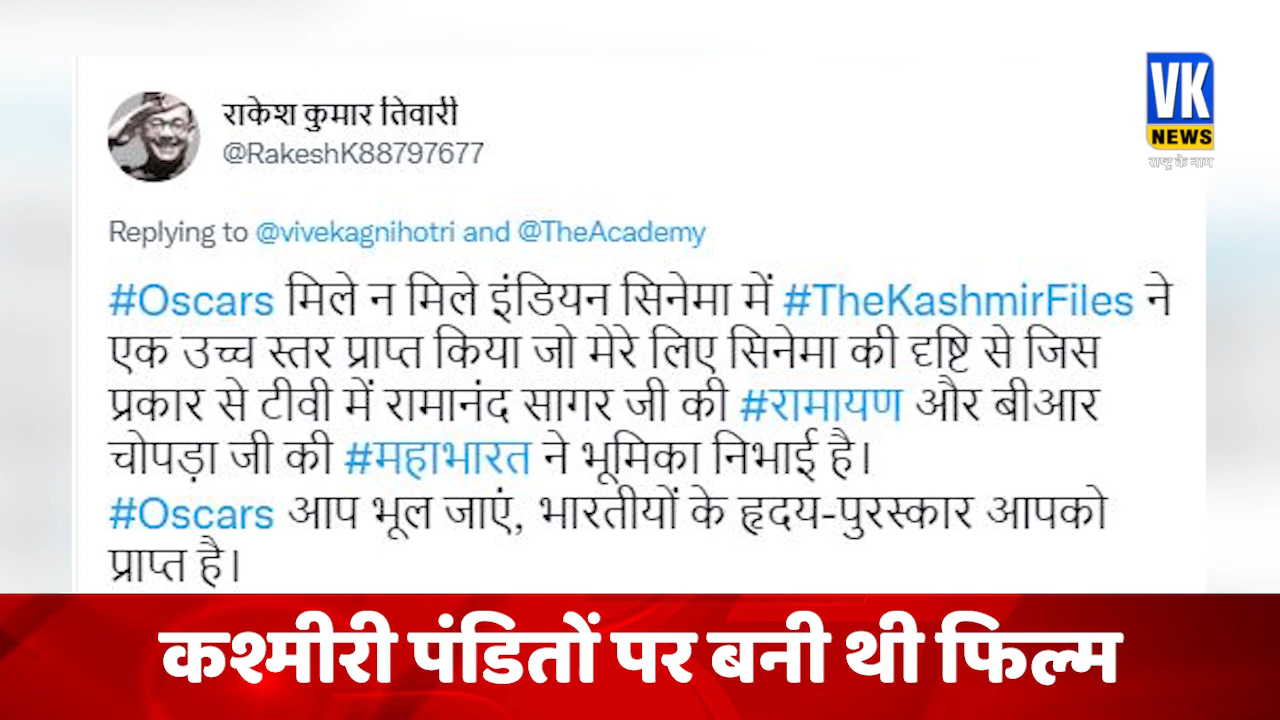 VK
NEWS
राष्ट्र के नाम
राकेश कुमार तिवारी
@RakeshK88797677
Replying to @vivekagnihotri and @TheAcademy
#Oscars मिले न मिले इंडियन सिनेमा में #TheKashmirFiles ने
एक उच्च स्तर प्राप्त किया जो मेरे लिए सिनेमा की दृष्टि से जिस
प्रकार से टीवी में रामानंद सागर जी की #रामायण और बीआर
चोपड़ा जी की #महाभारत ने भूमिका निभाई है।
#Oscars आप भूल जाएं, भारतीयों के हृदय-पुरस्कार आपको
प्राप्त है।
कश्मीरी पंडितों पर बनी थी फिल्म